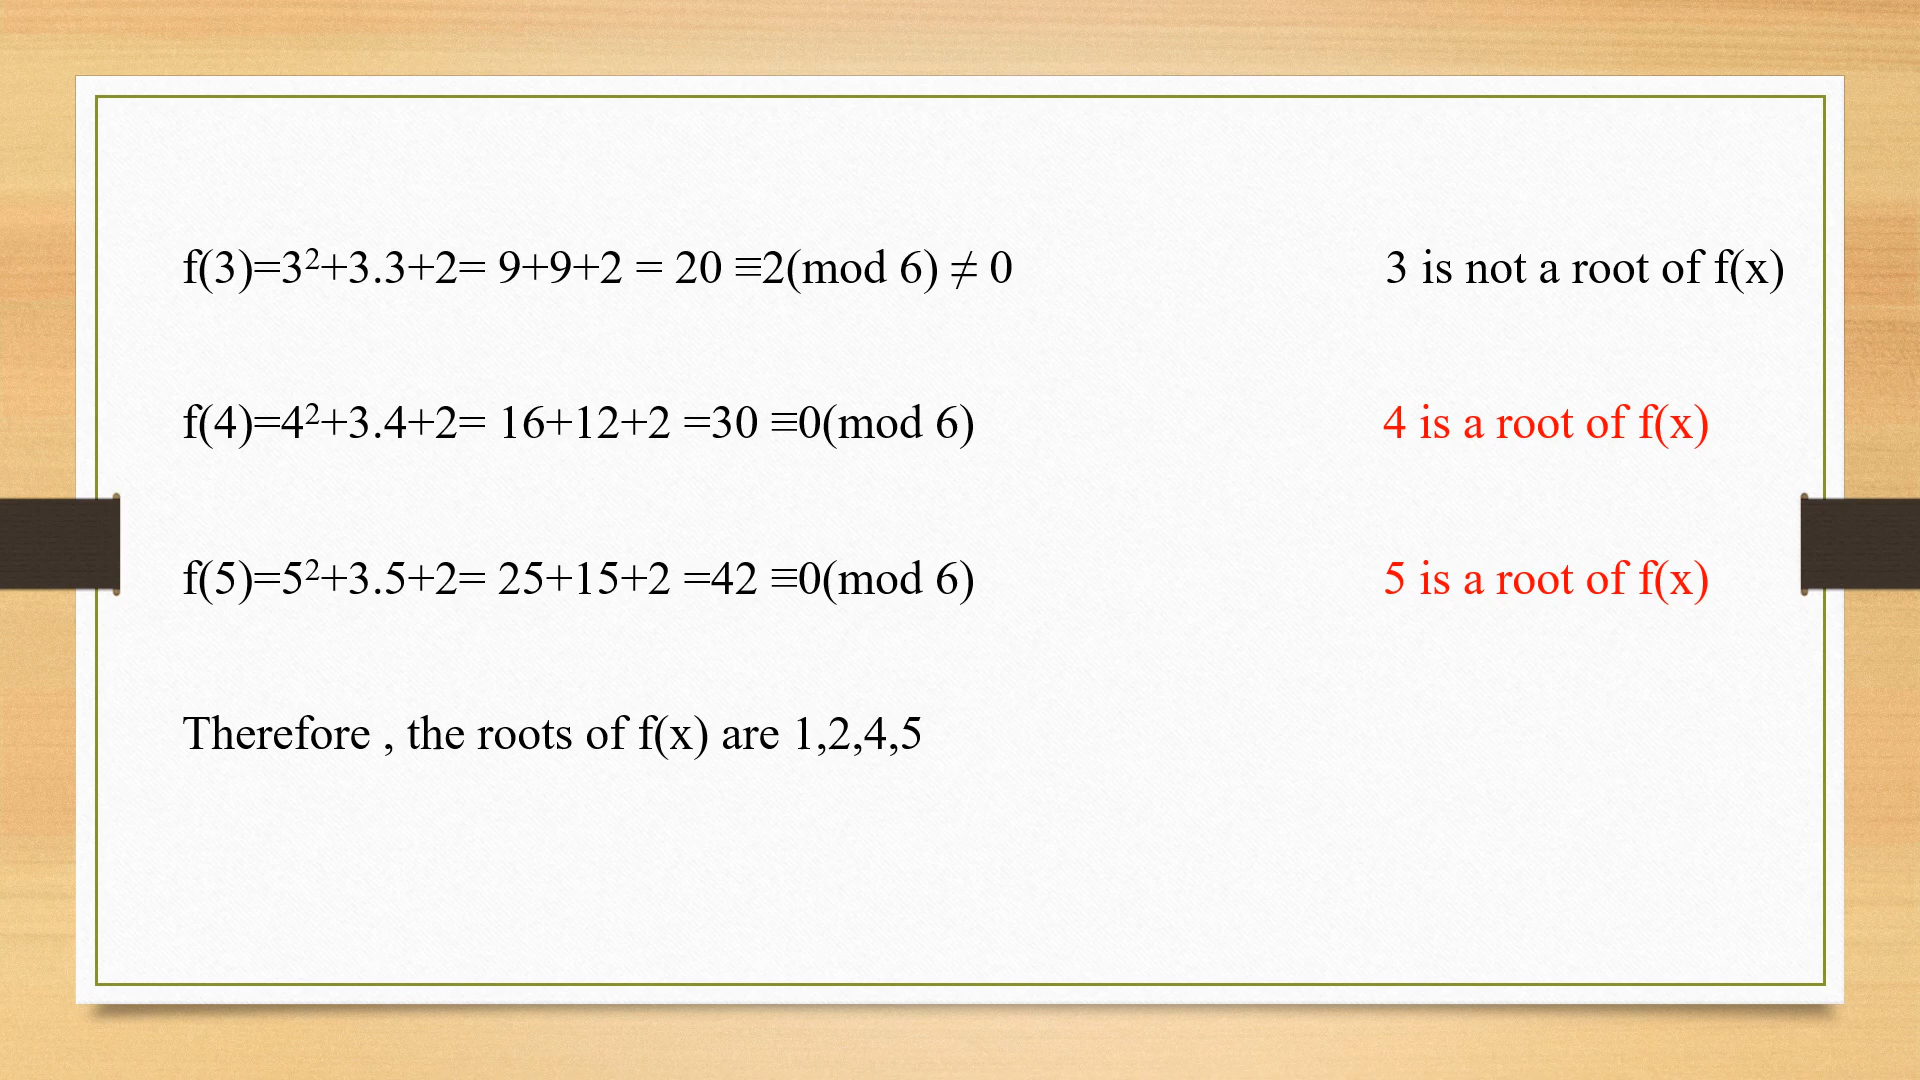 f(3)=3²+3.3+2= 9+9+2 = 20 ≡2(mod 6) ≠ 0 3 is not a root of f(x)
f(4)=4²+3.4+2= 16+12+2 =30 ≡0(mod 6) 4 is a root of f(x)
f(5)=5²+3.5+2= 25+15+2 =42 ≡0(mod 6) 5 is a root of f(x)
Therefore , the roots of f(x) are 1,2,4,5